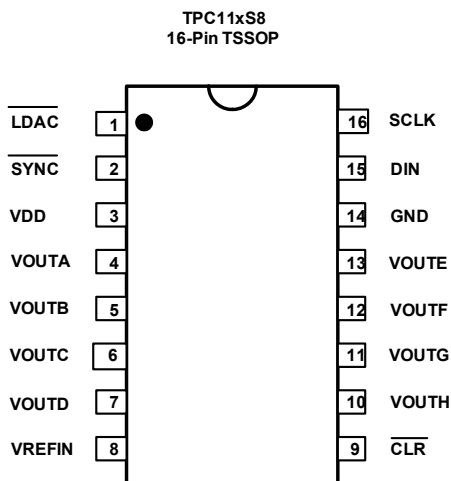 TPC11xS8
16-Pin TSSOP
LDAC 1 16 SCLK
SYNC 2 15 DIN
VDD 3 14 GND
VOUTA 4 13 VOUTE
VOUTB 5 12 VOUTF
VOUTC 6 11 VOUTG
VOUTD 7 10 VOUTH
VREFIN 8 9 CLR